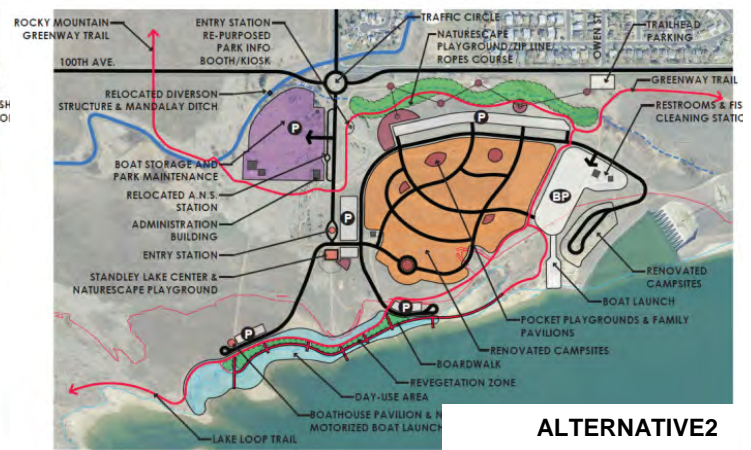 ROCKY MOUNTAIN
GREENWAY TRAIL
ENTRY STATION
RE-PURPOSED
PARK INFO
BOOTH/KIOSK
TRAFFIC CIRCLE
NATURESCAPE
PLAYGROUND/ZIP LINE/
ROPES COURSE
OWEN ST
TRAILHEAD
PARKING
100TH AVE.
GREENWAY TRAIL
RELOCATED DIVERSON
STRUCTURE & MANDALAY DITCH
RESTROOMS & FIS
CLEANING STATIO
P
P
BOAT STORAGE AND
PARK MAINTENANCE
RELOCATED A.N.S.
STATION
BP
ADMINISTRATION
BUILDING
P
ENTRY STATION
STANDLEY LAKE CENTER &
NATURESCAPE PLAYGROUND
RENOVATED
CAMPSITES
BOAT LAUNCH
P
POCKET PLAYGROUNDS & FAMILY
PAVILIONS
P
RENOVATED CAMPSITES
BOARDWALK
REVEGETATION ZONE
DAY-USE AREA
BOATHOUSE PAVILION & N
MOTORIZED BOAT LAUNCH
LAKE LOOP TRAIL
ALTERNATIVE2